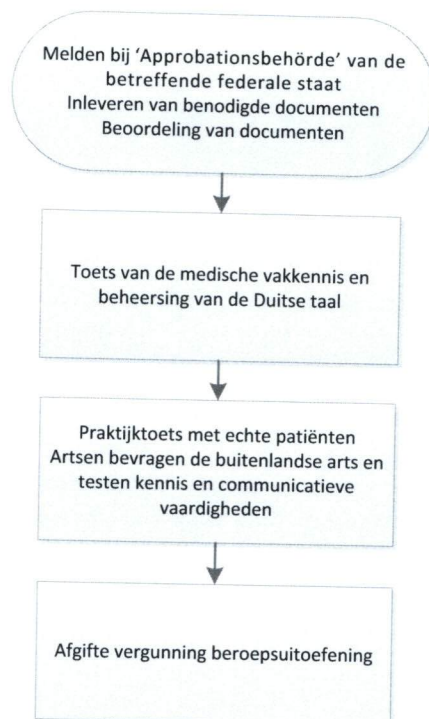 Melden bij ‘Approbationsbehörde’ van de
betreffende federale staat
Inleveren van benodigde documenten
Beoordeling van documenten
Toets van de medische vakkennis en
beheersing van de Duitse taal
Praktijktoets met echte patiënten
Artsen bevragen de buitenlandse arts en
testen kennis en communicatieve
vaardigheden
Afgifte vergunning beroepsuitoefening